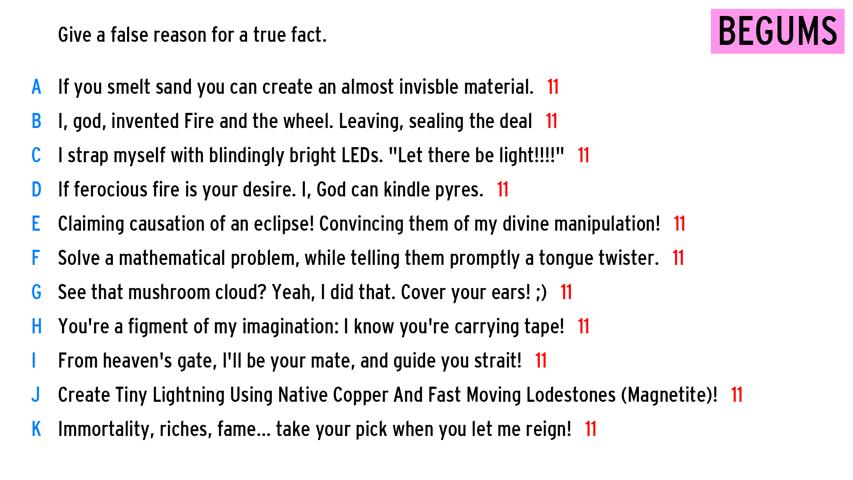 Give a false reason for a true fact.
BEGUMS
A If you smelt sand you can create an almost invisble material. 11
B I, god, invented Fire and the wheel. Leaving, sealing the deal 11
C I strap myself with blindingly bright LEDs. "Let there be light!!!!" 11
D If ferocious fire is your desire. I, God can kindle pyres. 11
E Claiming causation of an eclipse! Convincing them of my divine manipulation! 11
F Solve a mathematical problem, while telling them promptly a tongue twister. 11
G See that mushroom cloud? Yeah, I did that. Cover your ears! ;) 11
H You're a figment of my imagination: I know you're carrying tape! 11
I From heaven's gate, I'll be your mate, and guide you strait! 11
J Create Tiny Lightning Using Native Copper And Fast Moving Lodestones (Magnetite)! 11
K Immortality, riches, fame... take your pick when you let me reign! 11